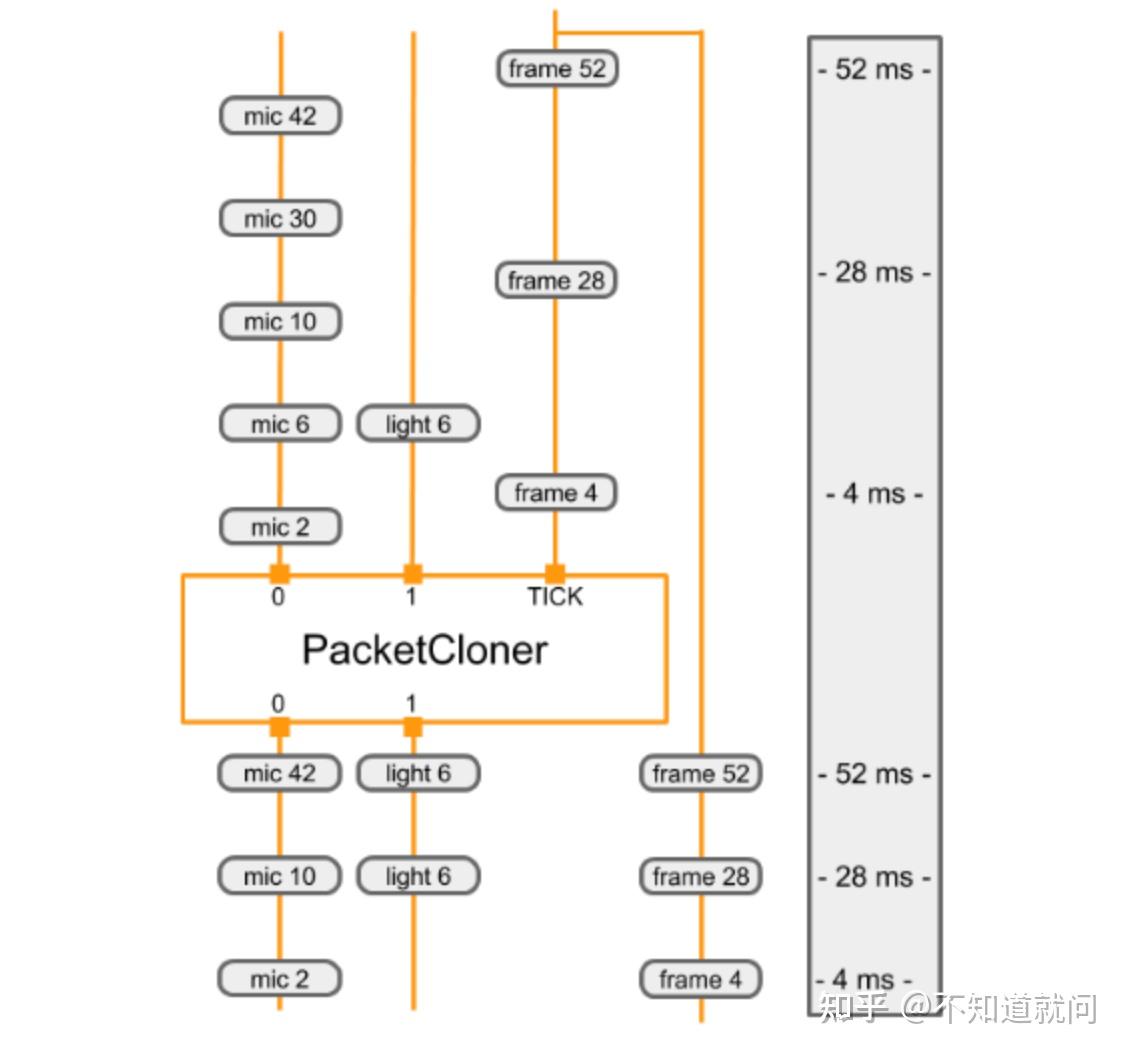 frame 52
- 52 ms -
mic 42
mic 30
frame 28
- 28 ms -
mic 10
mic 6
light 6
frame 4
- 4 ms -
mic 2
0
1
TICK
PacketCloner
0
1
mic 42
light 6
frame 52
- 52 ms -
mic 10
light 6
frame 28
- 28 ms -
mic 2
frame 4
- 4 ms -
知乎 @不知道就问